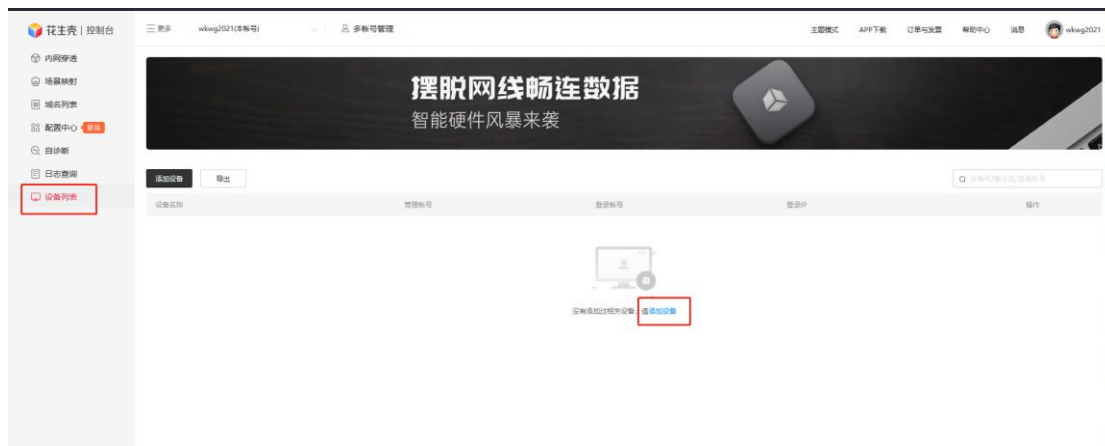 花生壳 | 控制台
更多
wkwg2021(本帐号)
多帐号管理
主题模式
APP下载
订单与发票
帮助中心
消息
wkwg2021
内网穿透
场景映射
域名列表
配置中心
自诊断
日志查询
设备列表
摆脱网线畅连数据
智能硬件风暴来袭
添加设备
导出
设备名称
管理帐号
登录帐号
登录IP
操作
没有添加过相关设备，请添加设备